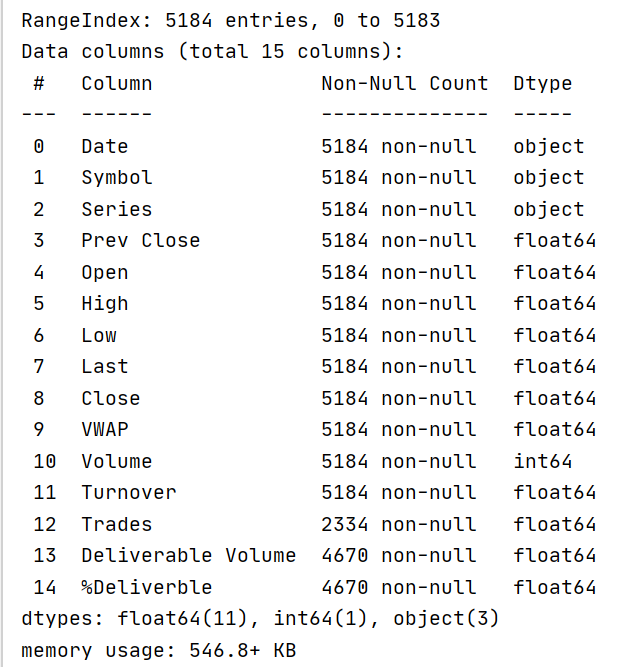 RangeIndex: 5184 entries, 0 to 5183
Data columns (total 15 columns):
 #   Column              Non-Null Count  Dtype
---  ------              --------------  -----
 0   Date                5184 non-null   object
 1   Symbol              5184 non-null   object
 2   Series              5184 non-null   object
 3   Prev Close          5184 non-null   float64
 4   Open                5184 non-null   float64
 5   High                5184 non-null   float64
 6   Low                 5184 non-null   float64
 7   Last                5184 non-null   float64
 8   Close               5184 non-null   float64
 9   VWAP                5184 non-null   float64
 10  Volume              5184 non-null   int64
 11  Turnover            5184 non-null   float64
 12  Trades              2334 non-null   float64
 13  Deliverable Volume  4670 non-null   float64
 14  %Deliverble         4670 non-null   float64
dtypes: float64(11), int64(1), object(3)
memory usage: 546.8+ KB